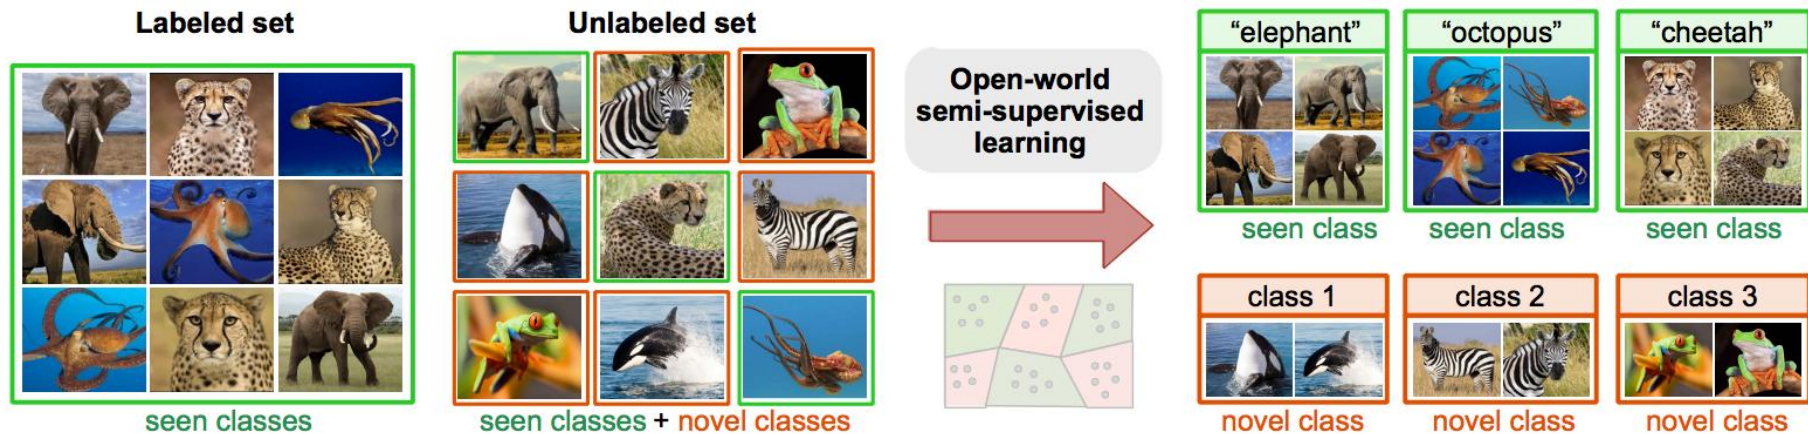 Labeled set
seen classes
Unlabeled set
seen classes + novel classes
Open-world
semi-supervised
learning
“elephant”
seen class
“octopus”
seen class
“cheetah”
seen class
class 1
novel class
class 2
novel class
class 3
novel class